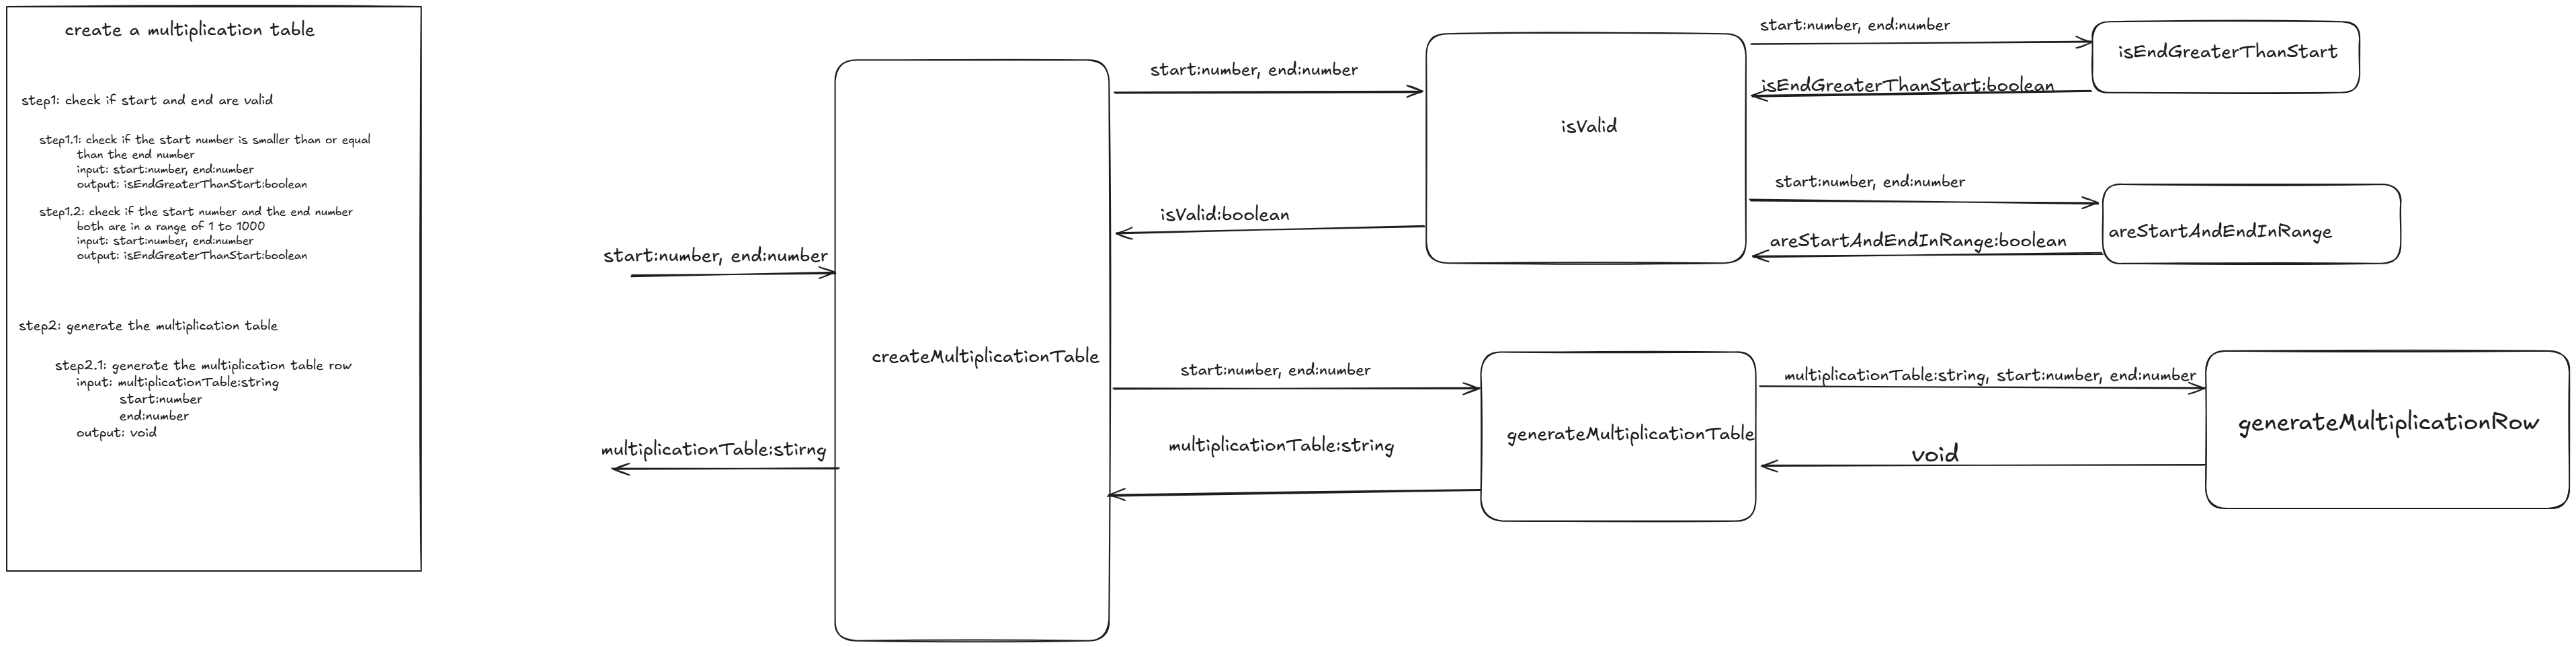 create a multiplication table
step1: check if start and end are valid
step1.1: check if the start number is smaller than or equal
than the end number
input: start:number, end:number
output: isEndGreaterThanStart:boolean
step1.2: check if the start number and the end number
both are in a range of 1 to 1000
input: start:number, end:number
output: isEndGreaterThanStart:boolean
step2: generate the multiplication table
step2.1: generate the multiplication table row
input: multiplicationTable:string
start:number
end:number
output: void
start:number, end:number
multiplicationTable:stirng
createMultiplicationTable
start:number, end:number
isValid:boolean
start:number, end:number
multiplicationTable:string
isValid
start:number, end:number
isEndGreaterThanStart:boolean
isEndGreaterThanStart
start:number, end:number
areStartAndEndInRange:boolean
areStartAndEndInRange
generateMultiplicationTable
multiplicationTable:string, start:number, end:number
void
generateMultiplicationRow